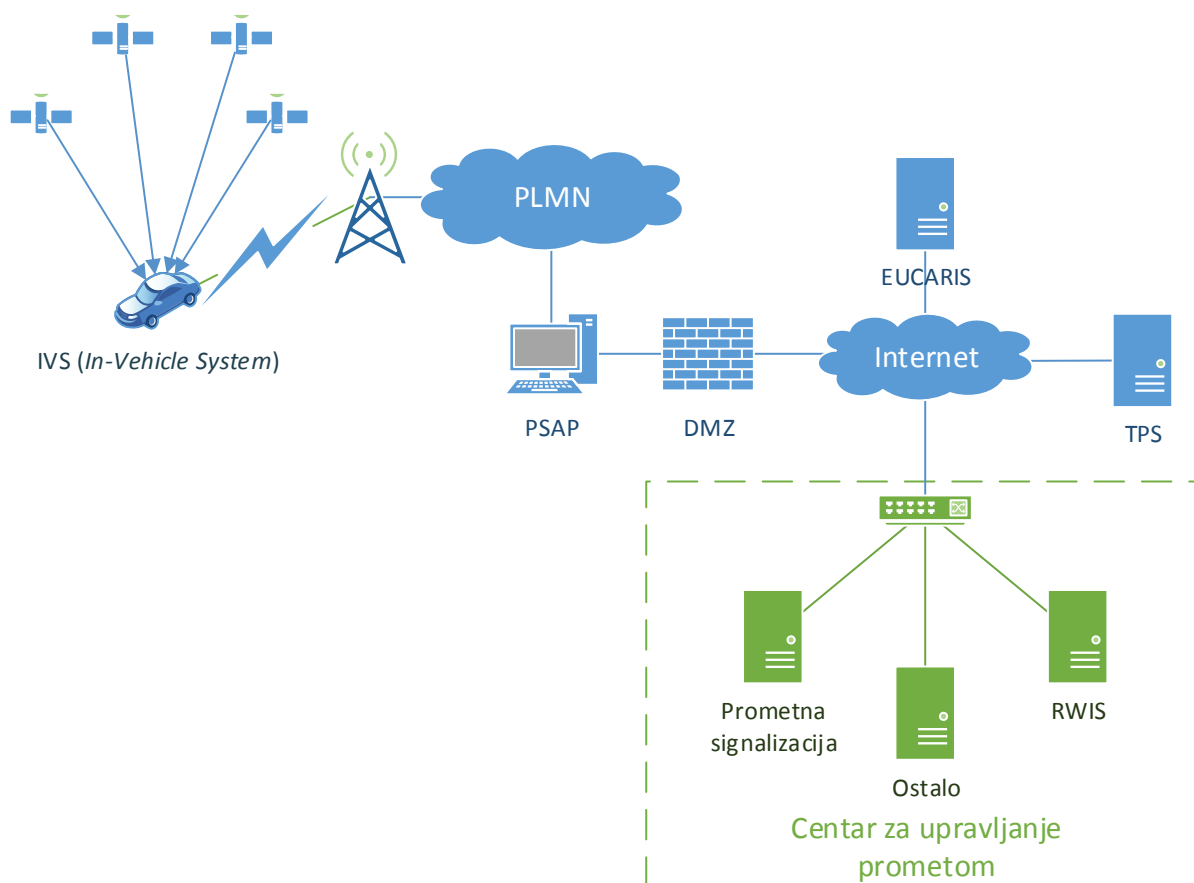 PLMN
EUCARIS
IVS (In-Vehicle System)
Internet
PSAP
DMZ
TPS
Prometna
signalizacija
RWIS
Ostalo
Centar za upravljanje
prometom